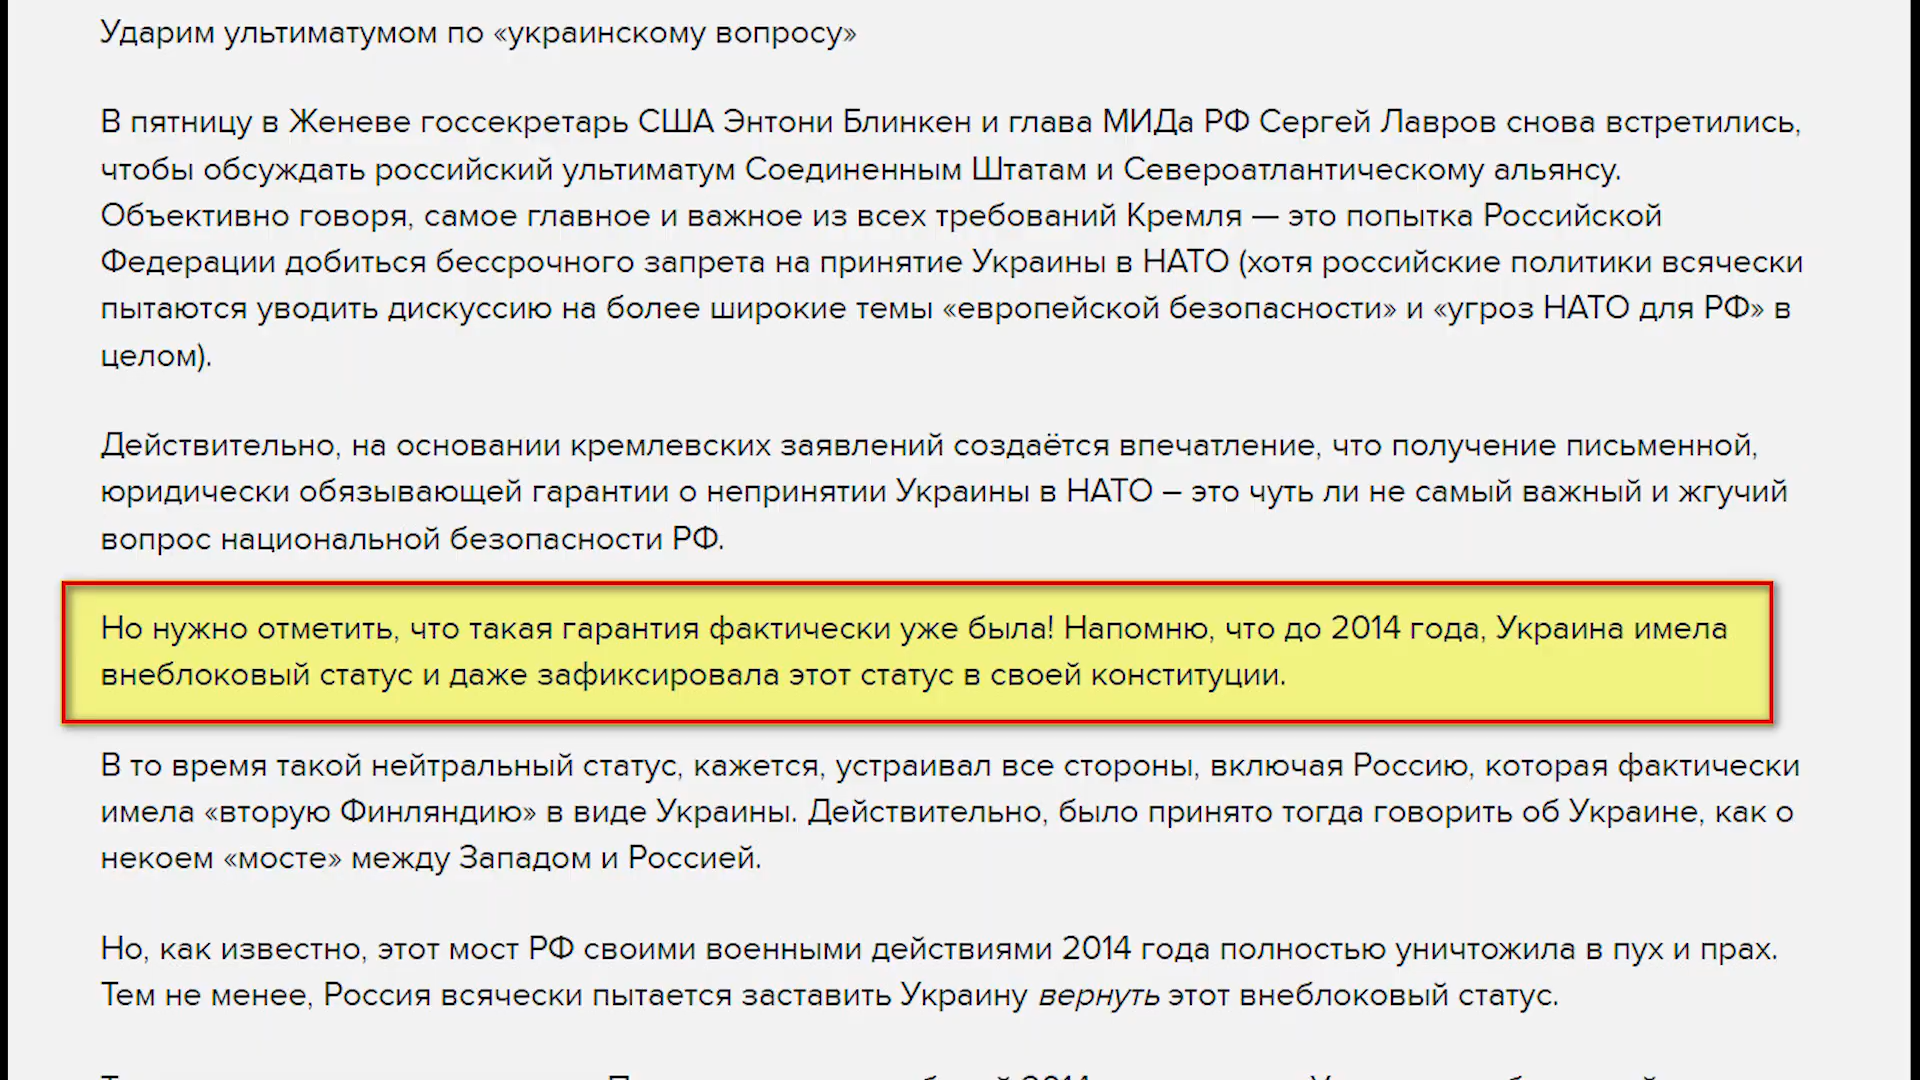 Ударим ультиматумом по «украинскому вопросу»
В пятницу в Женеве госсекретарь США Энтони Блинкен и глава МИДа РФ Сергей Лавров снова встретились,
чтобы обсуждать российский ультиматум Соединенным Штатам и Североатлантическому альянсу.
Объективно говоря, самое главное и важное из всех требований Кремля — это попытка Российской
Федерации добиться бессрочного запрета на принятие Украины в НАТО (хотя российские политики всячески
пытаются уводить дискуссию на более широкие темы «европейской безопасности» и «угроз НАТО для РФ» в
целом).
Действительно, на основании кремлевских заявлений создаётся впечатление, что получение письменной,
юридически обязывающей гарантии о непринятии Украины в НАТО – это чуть ли не самый важный и жгучий
вопрос национальной безопасности РФ.
Но нужно отметить, что такая гарантия фактически уже была! Напомню, что до 2014 года, Украина имела
внеблоковый статус и даже зафиксировала этот статус в своей конституции.
В то время такой нейтральный статус, кажется, устраивал все стороны, включая Россию, которая фактически
имела «вторую Финляндию» в виде Украины. Действительно, было принято тогда говорить об Украине, как о
некоем «мосте» между Западом и Россией.
Но, как известно, этот мост РФ своими военными действиями 2014 года полностью уничтожила в пух и прах.
Тем не менее, Россия всячески пытается заставить Украину вернуть этот внеблоковый статус.